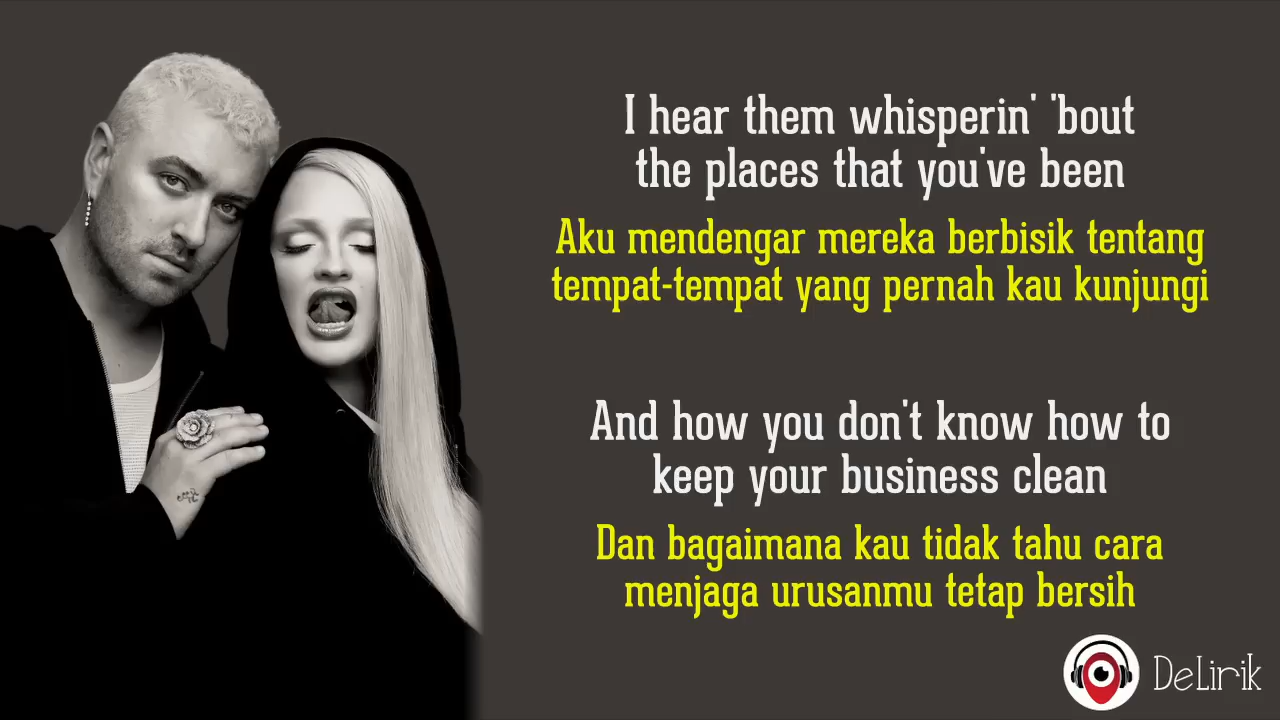 I hear them whisperin' 'bout
the places that you've been
Aku mendengar mereka berbisik tentang
tempat-tempat yang pernah kau kunjungi
And how you don't know how to
keep your business clean
Dan bagaimana kau tidak tahu cara
menjaga urusanmu tetap bersih
DeLirik